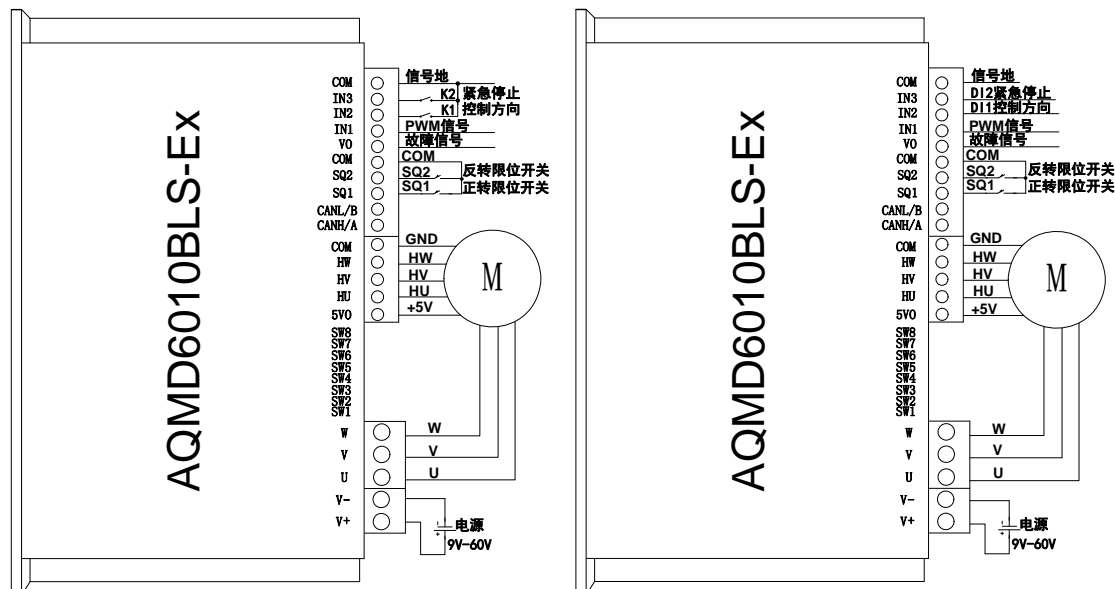 AQMD6010BLS-Ex
COM 信号地
IN3 K2 紧急停止
IN2 K1 控制方向
IN1 PWM信号
VO 故障信号
COM COM
SQ2 SQ2 反转限位开关
SQ1 SQ1 正转限位开关
CANL/B
CANH/A
COM GND
HW HW
HV HV M
HU HU
5VO +5V
SW8
SW7
SW6
SW5
SW4
SW3
SW2
SW1
W W
V V
U U
V-
V+ 电源
9V-60V
AQMD6010BLS-Ex
COM 信号地
IN3 DI2紧急停止
IN2 DI1控制方向
IN1 PWM信号
VO 故障信号
COM COM
SQ2 SQ2 反转限位开关
SQ1 SQ1 正转限位开关
CANL/B
CANH/A
COM GND
HW HW
HV HV M
HU HU
5VO +5V
SW8
SW7
SW6
SW5
SW4
SW3
SW2
SW1
W W
V V
U U
V-
V+ 电源
9V-60V